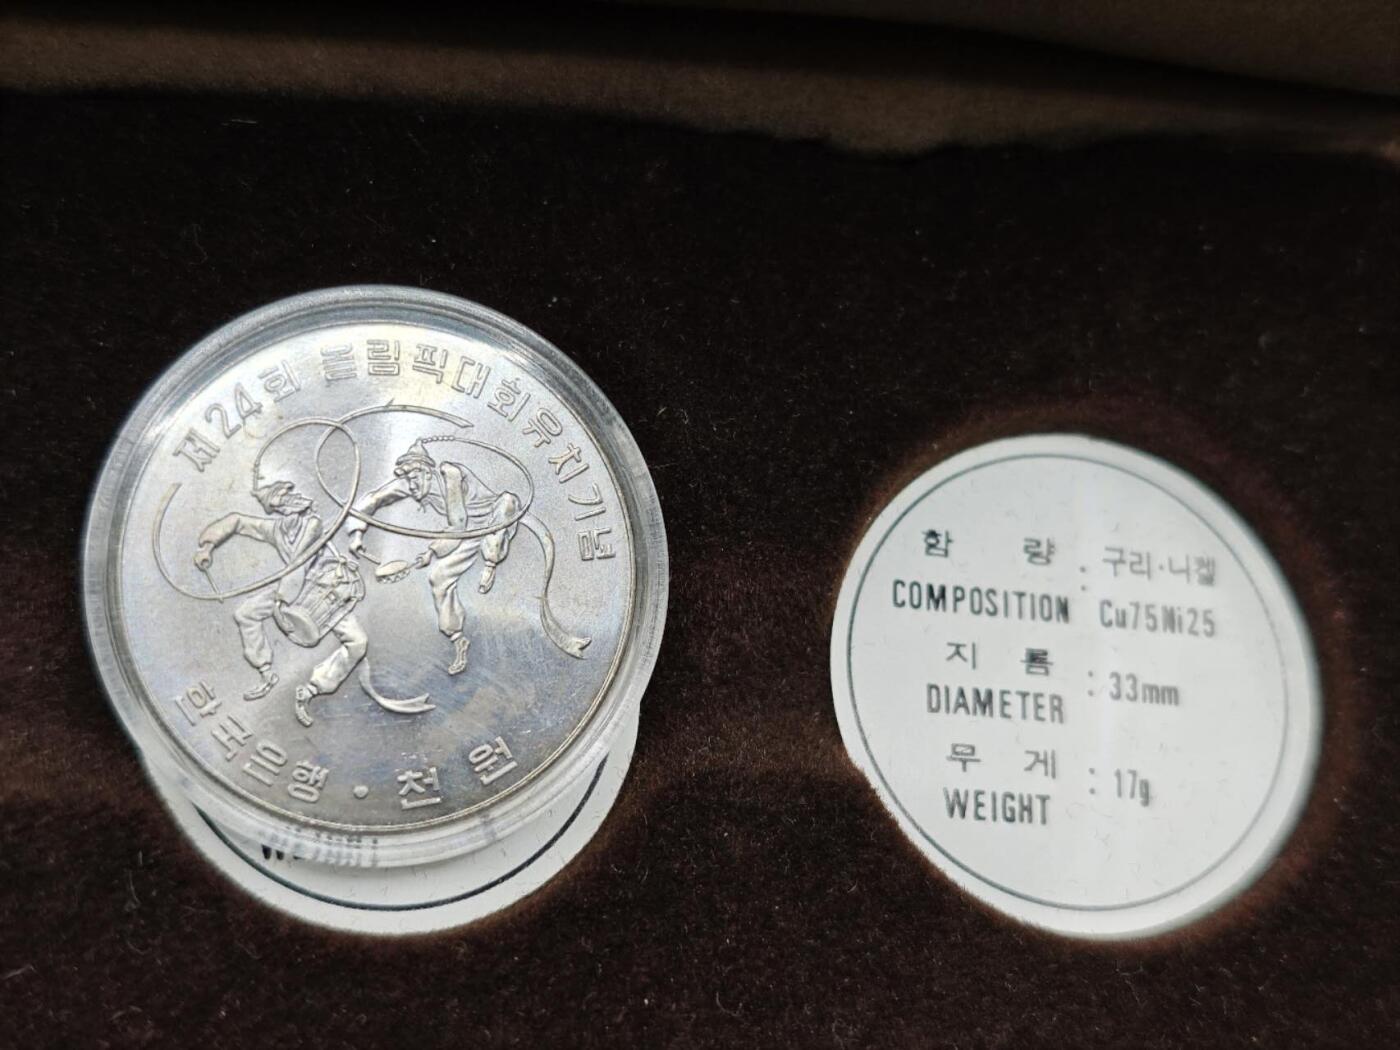 제24회 올림픽대회유치기념
한국은행·천원
함 량 : 구리·니켈
COMPOSITION Cu75Ni25
지 름 : 33mm
DIAMETER
무 게 : 17g
WEIGHT